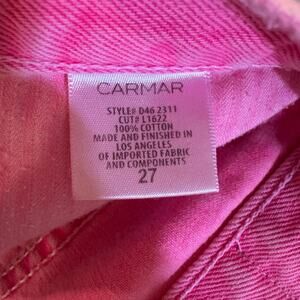 CARMAR
STYLE# D46 2311
CUT# L1622
100% COTTON
MADE AND FINISHED IN
LOS ANGELES
OF IMPORTED FABRIC
AND COMPONENTS
27